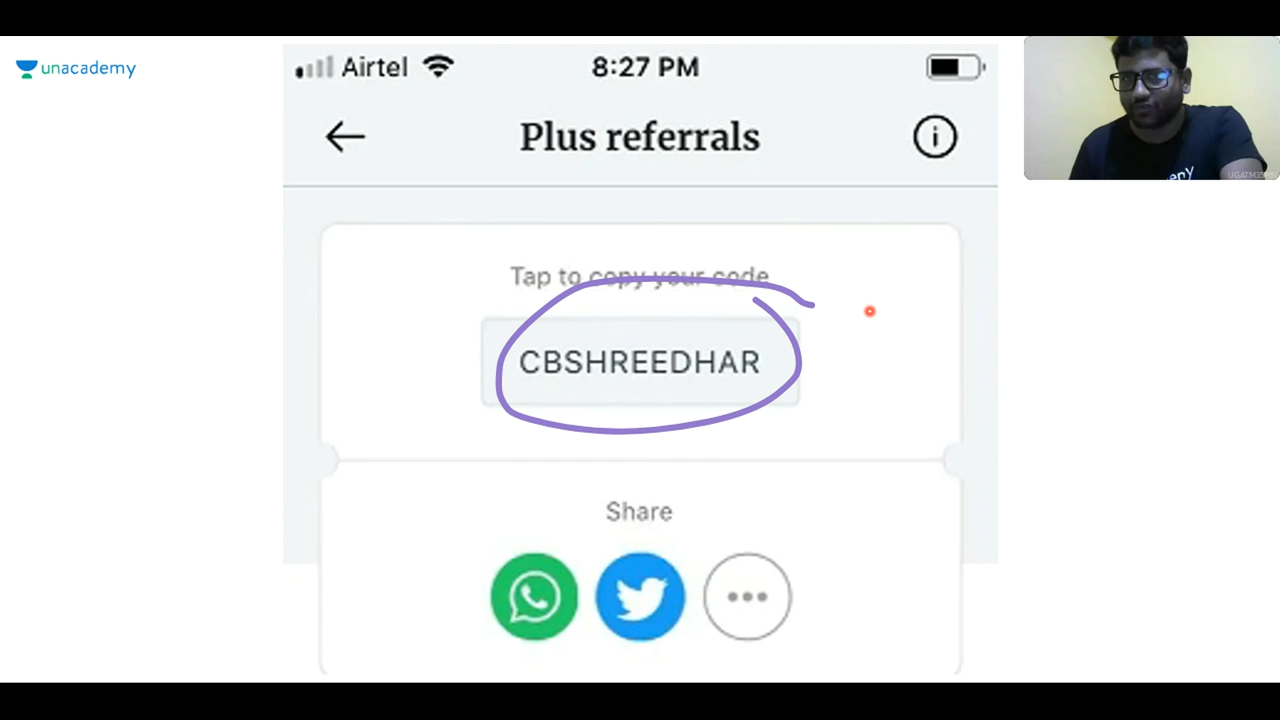 unacademy
Airtel 8:27 PM
Plus referrals
Tap to copy your code
CBSHREEDHAR
Share